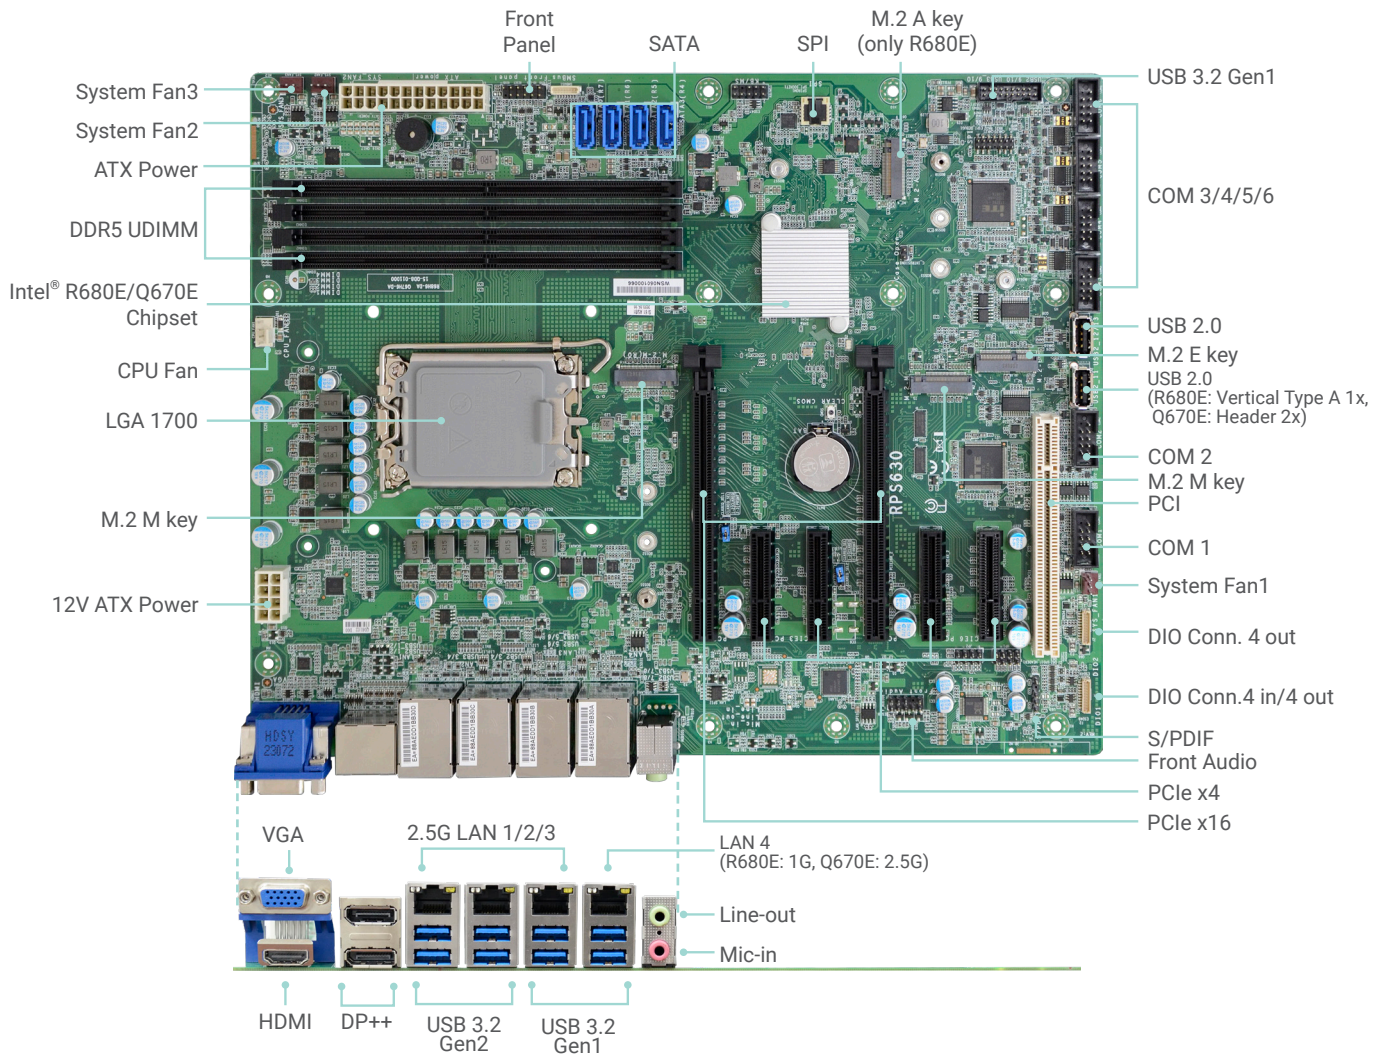 Front
Panel
SATA
SPI
M.2 A key
(only R680E)
System Fan3
System Fan2
ATX Power
DDR5 UDIMM
Intel® R680E/Q670E
Chipset
CPU Fan
LGA 1700
M.2 M key
12V ATX Power
USB 3.2 Gen1
COM 3/4/5/6
USB 2.0
M.2 E key
USB 2.0
(R680E: Vertical Type A 1x,
Q670E: Header 2x)
COM 2
M.2 M key
PCI
COM 1
System Fan1
DIO Conn. 4 out
DIO Conn.4 in/4 out
S/PDIF
Front Audio
PCIe x4
PCIe x16
RPS630
CLEAR CMOS
HDSY
23072
VGA
2.5G LAN 1/2/3
LAN 4
(R680E: 1G, Q670E: 2.5G)
Line-out
Mic-in
HDMI
DP++
USB 3.2
Gen2
USB 3.2
Gen1